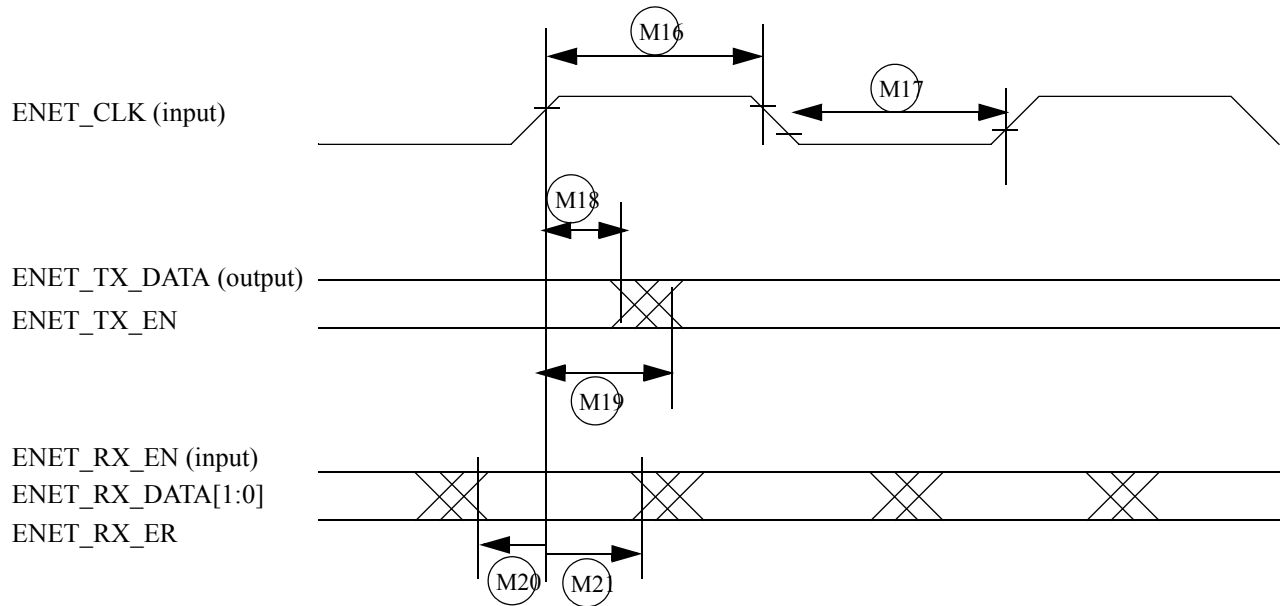 M16
M17
ENET_CLK (input)
M18
ENET_TX_DATA (output)
ENET_TX_EN
M19
ENET_RX_EN (input)
ENET_RX_DATA[1:0]
ENET_RX_ER
M20
M21